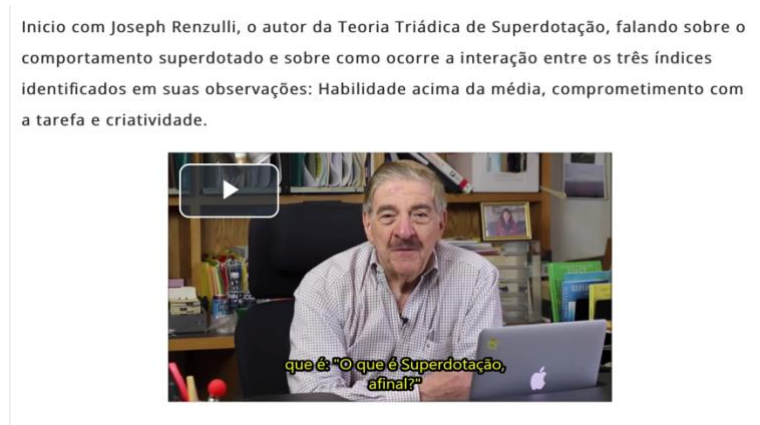 Inicio com Joseph Renzulli, o autor da Teoria Triádica de Superdotação, falando sobre o
comportamento superdotado e sobre como ocorre a interação entre os três índices
identificados em suas observações: Habilidade acima da média, comprometimento com
a tarefa e criatividade.
que é: "O que é Superdotação,
afinal?"